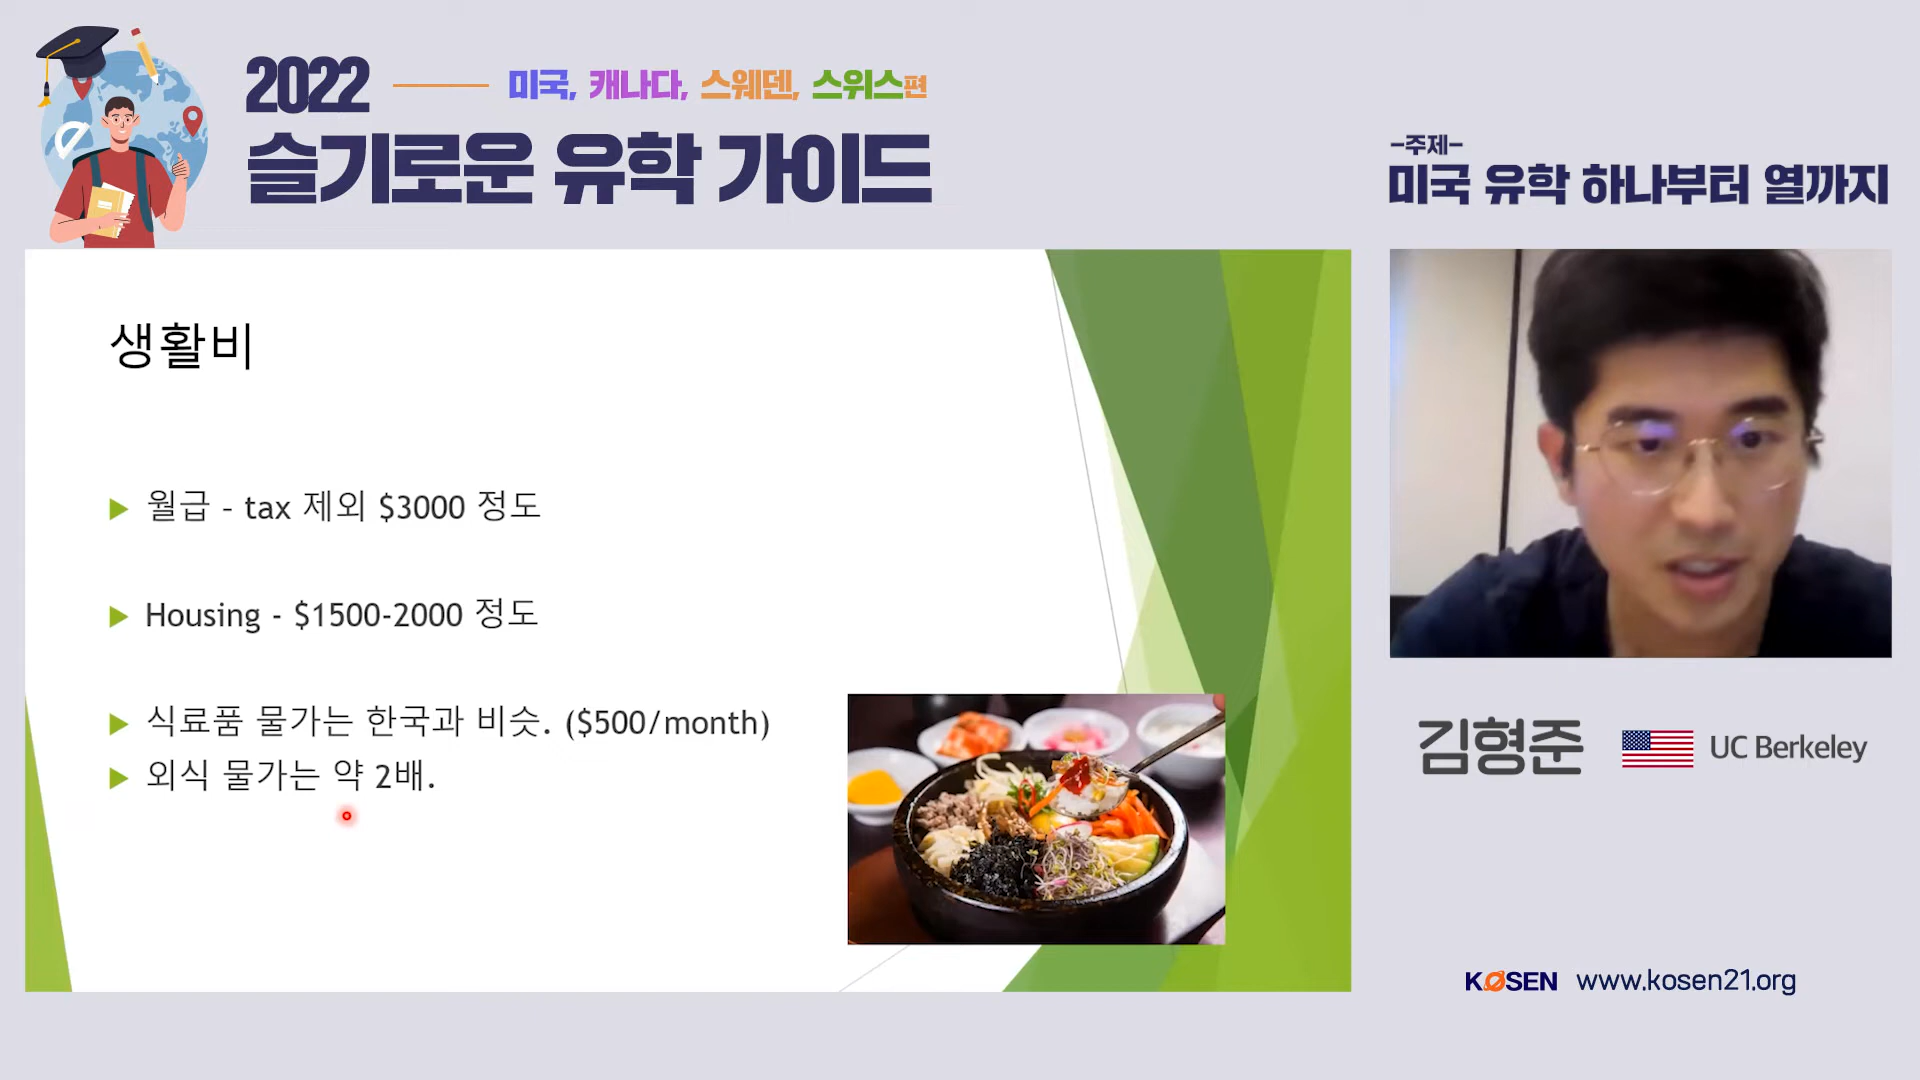 2022
미국, 캐나다, 스웨덴, 스위스편
슬기로운 유학 가이드
-주제-
미국 유학 하나부터 열까지
생활비
월급 - tax 제외 $3000 정도
Housing - $1500-2000 정도
식료품 물가는 한국과 비슷. ($500/month)
외식 물가는 약 2배.
김형준
UC Berkeley
KOSEN www.kosen21.org